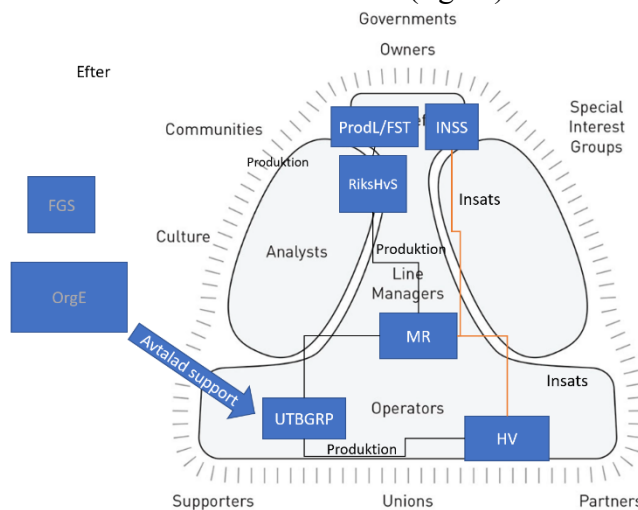 Governments
Owners
Efter
ProdL/FST
ef
INSS
Special
Interest
Groups
Communities
Produktion
RiksHvS
Insats
FGS
Culture
Analysts
Produktion
Line
Managers
OrgE
MR
Avtalad support
Insats
UTBGRP
Operators
HV
Produktion
Supporters
Unions
Partners